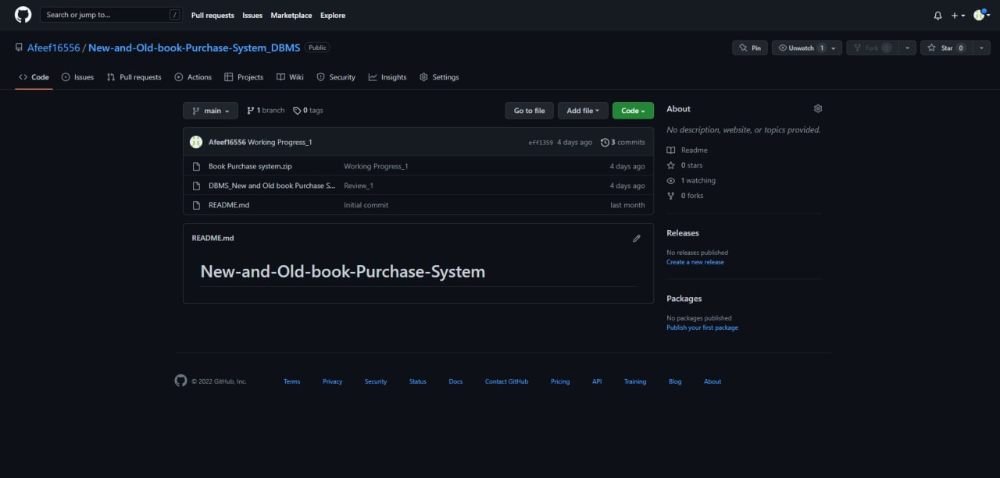 Search or jump to... / Pull requests Issues Marketplace Explore
Afeef16556 / New-and-Old-book-Purchase-System_DBMS Public Pin Unwatch 1 Fork 0 Star 0
Code Issues Pull requests Actions Projects Wiki Security Insights Settings
main 1 branch 0 tags Go to file Add file Code
Afeef16556 Working Progress_1 eff1359 4 days ago 3 commits
Book Purchase system.zip Working Progress_1 4 days ago
DBMS_New and Old book Purchase S... Review_1 4 days ago
README.md Initial commit last month
README.md
New-and-Old-book-Purchase-System
About
No description, website, or topics provided.
Readme
0 stars
1 watching
0 forks
Releases
No releases published
Create a new release
Packages
No packages published
Publish your first package
© 2022 GitHub, Inc. Terms Privacy Security Status Docs Contact GitHub Pricing API Training Blog About